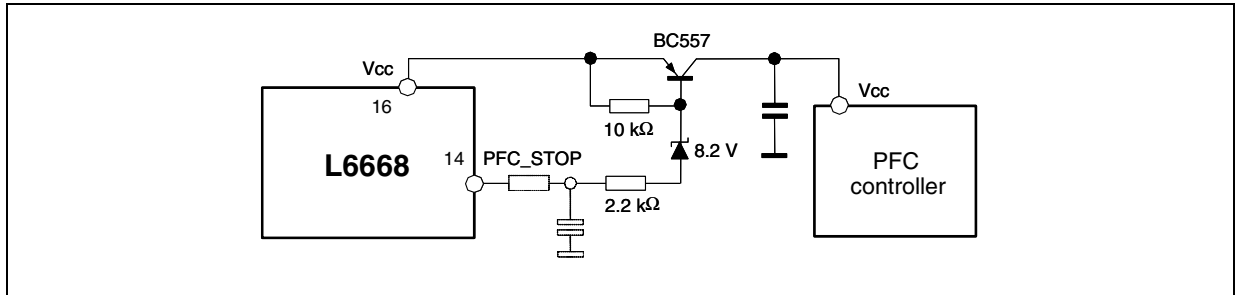 BC557
Vcc
16
10 kΩ
Vcc
8.2 V
L6668
14
PFC_STOP
2.2 kΩ
PFC
controller